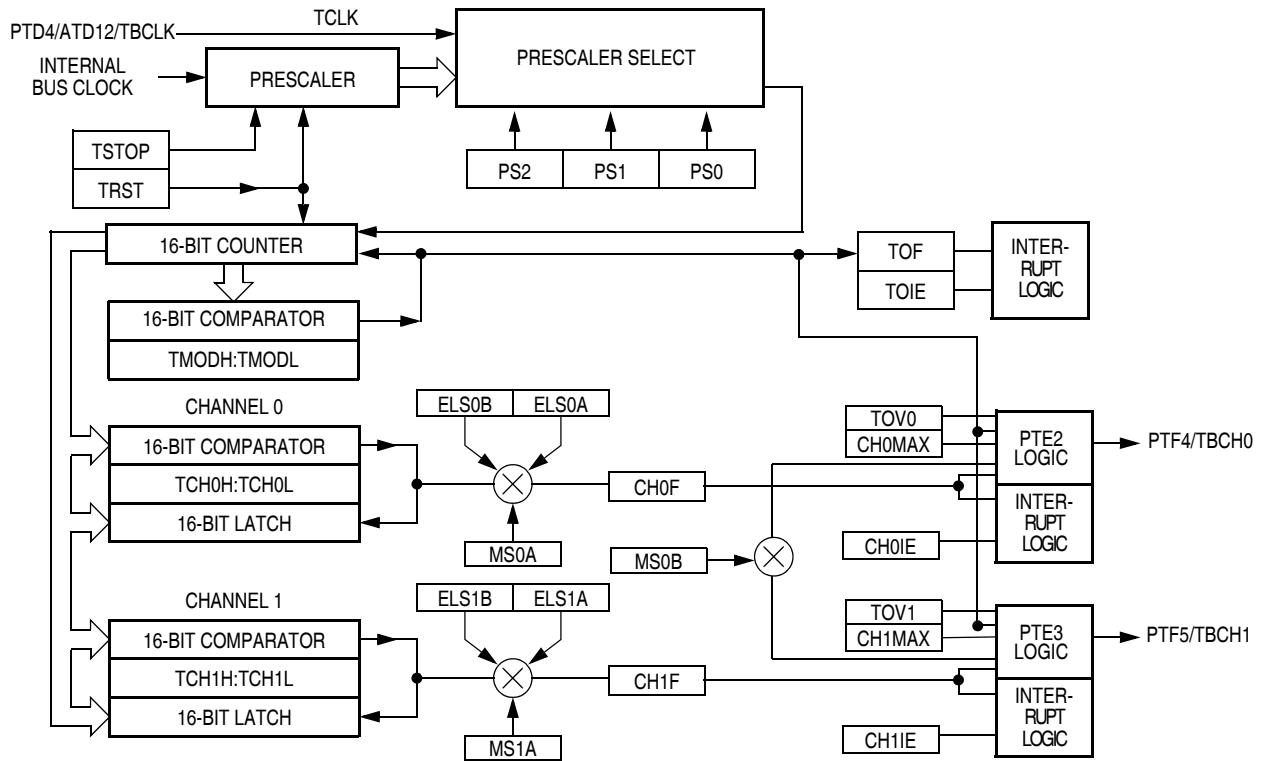 TCLK
PTD4/ATD12/TBCLK
INTERNAL
BUS CLOCK
PRESCALER
PRESCALER SELECT
TSTOP
TRST
PS2
PS1
PS0
16-BIT COUNTER
TOF
TOIE
INTER-
RUPT
LOGIC
16-BIT COMPARATOR
TMODH:TMODL
CHANNEL 0
ELS0B
ELS0A
16-BIT COMPARATOR
TCH0H:TCH0L
16-BIT LATCH
MS0A
CH0F
TOV0
CH0MAX
PTE2
LOGIC
PTF4/TBCH0
INTER-
RUPT
LOGIC
CH0IE
MS0B
CHANNEL 1
ELS1B
ELS1A
16-BIT COMPARATOR
TCH1H:TCH1L
16-BIT LATCH
MS1A
CH1F
TOV1
CH1MAX
PTE3
LOGIC
PTF5/TBCH1
INTER-
RUPT
LOGIC
CH1IE